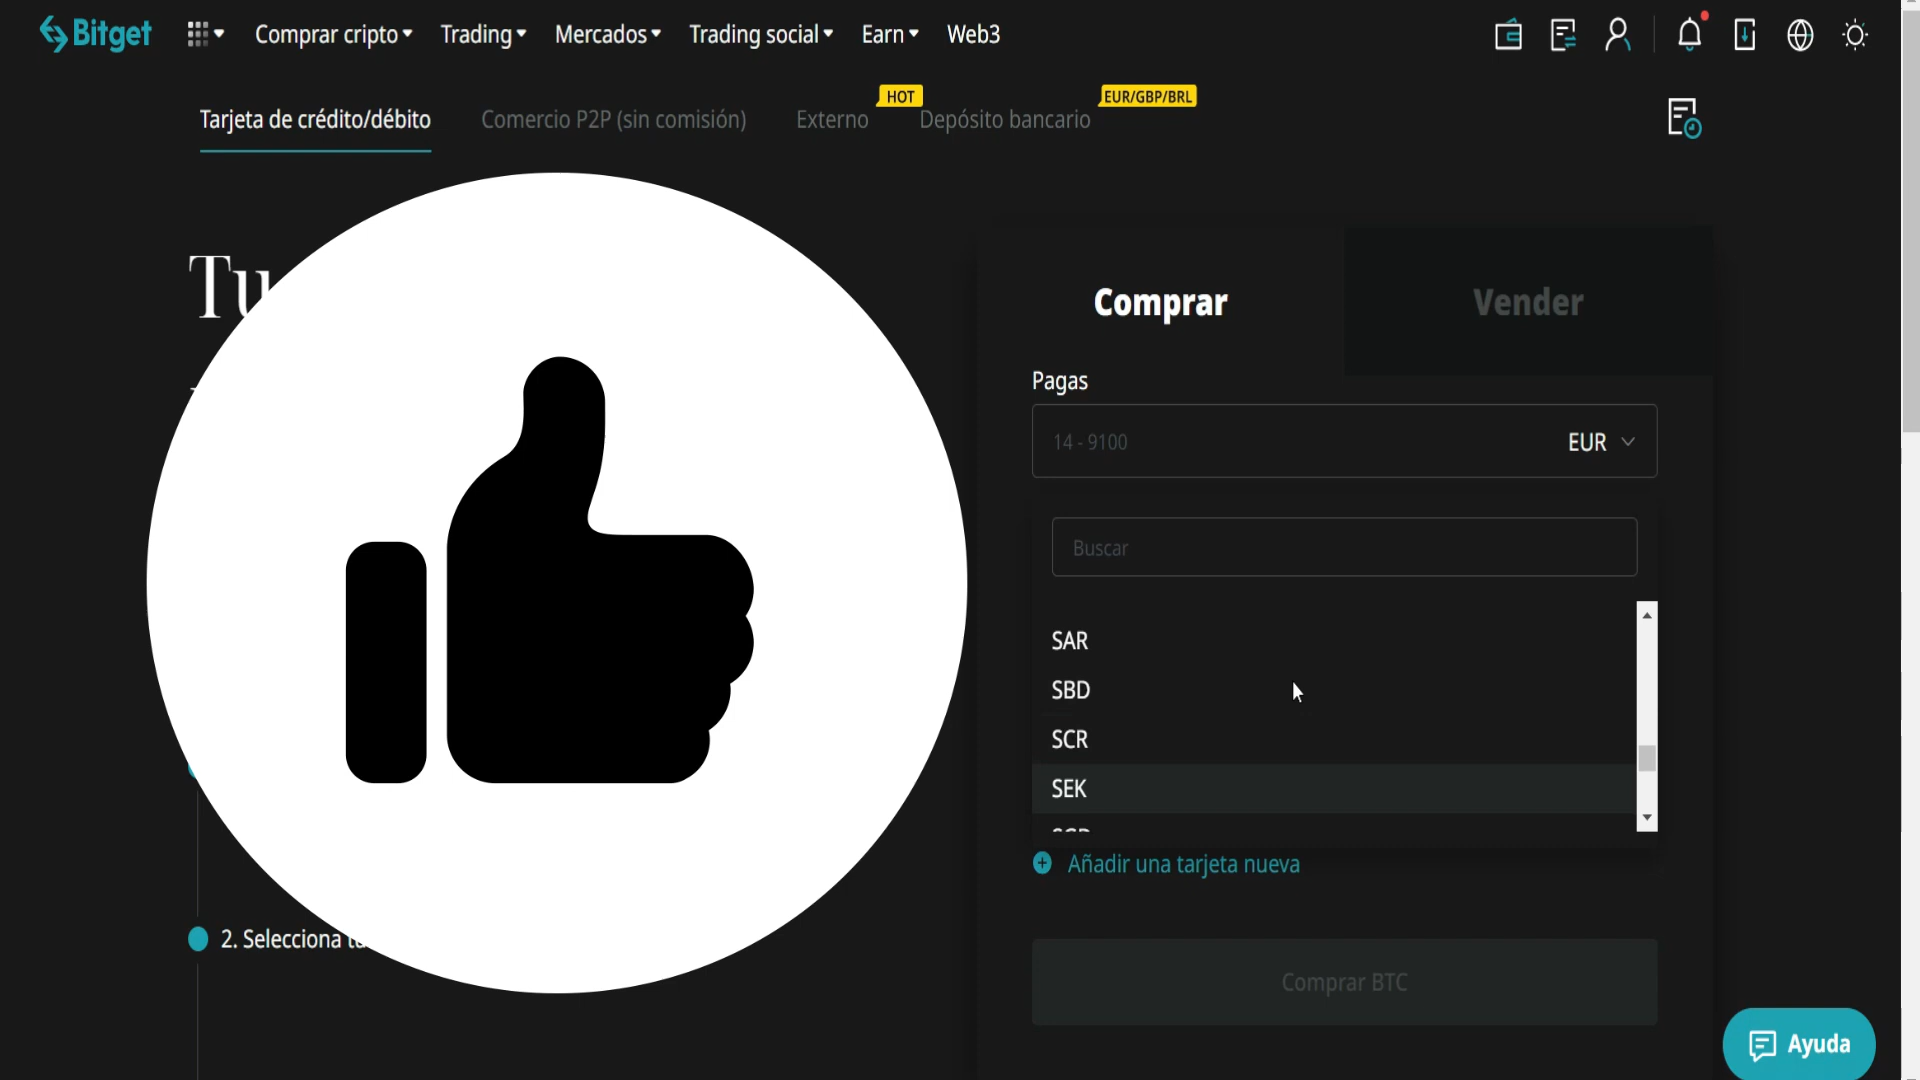 Bitget
Comprar cripto
Trading
Mercados
Trading social
Earn
Web3
Tarjeta de crédito/débito
Comercio P2P (sin comisión)
Externo
HOT
Depósito bancario
EUR/GBP/BRL
Tu
Comprar
Vender
Pagas
14 - 9100
EUR
Buscar
SAR
SBD
SCR
SEK
Añadir una tarjeta nueva
2. Selecciona
Comprar BTC
Ayuda